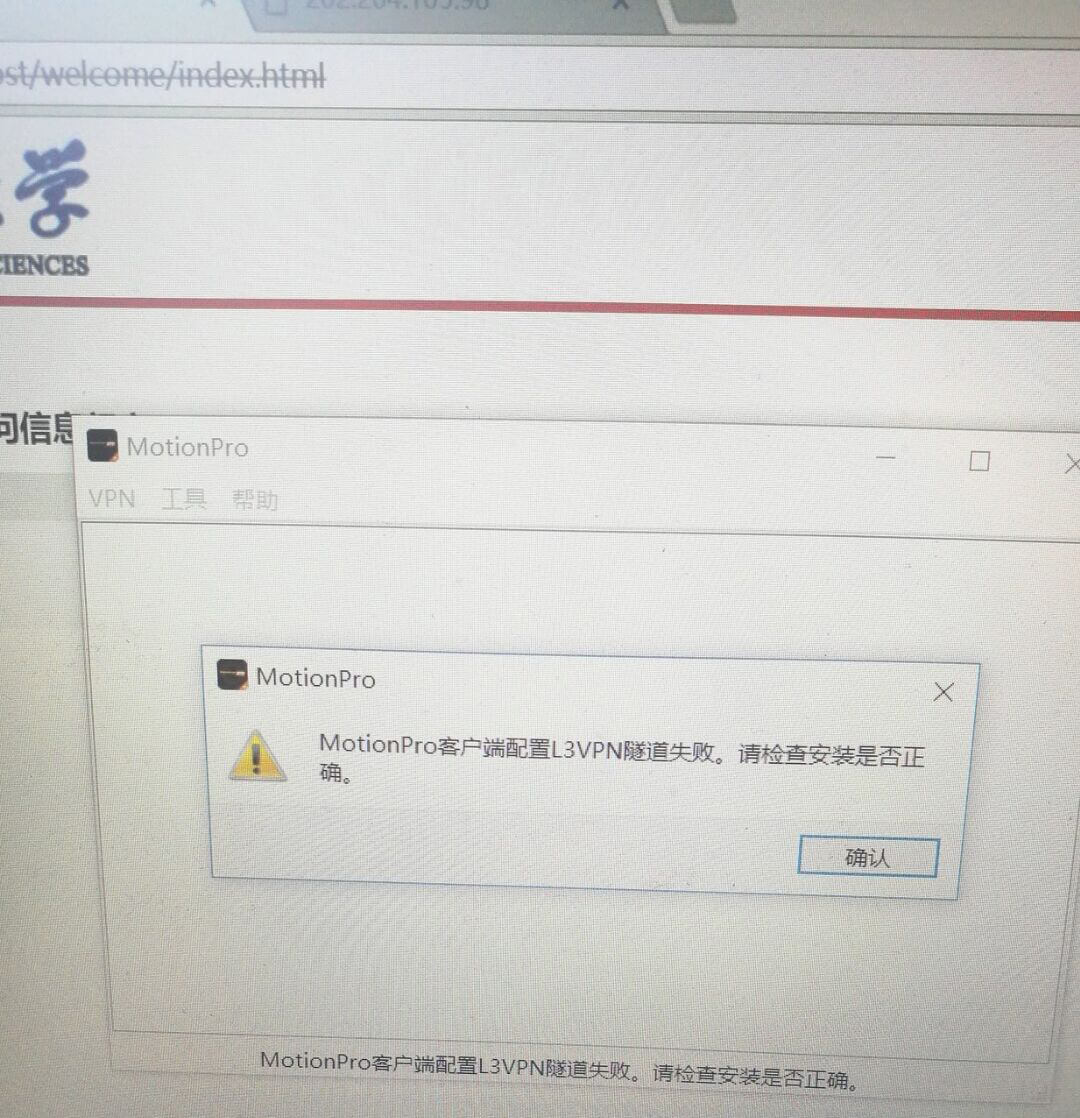 st/welcome/index.html
学
IENCES
问信息
MotionPro
VPN 工具 帮助
MotionPro
MotionPro客户端配置L3VPN隧道失败。请检查安装是否正
确。
确认
MotionPro客户端配置L3VPN隧道失败。请检查安装是否正确。